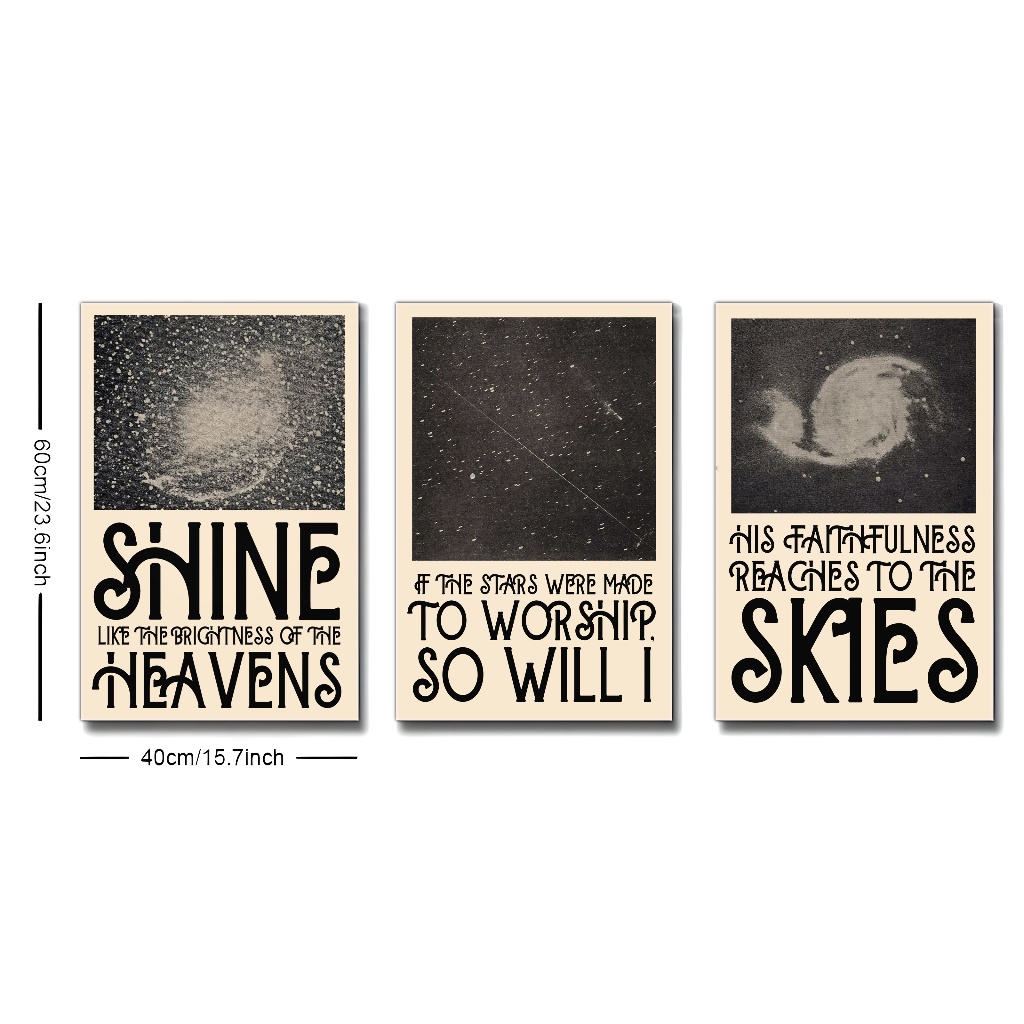 60cm/23.6inch
SHINE
LIKE THE BRIGHTNESS OF THE
HEAVENS
IF THE STARS WERE MADE
TO WORSHIP,
SO WILL I
HIS FAITHFULNESS
REACHES TO THE
SKIES
40cm/15.7inch